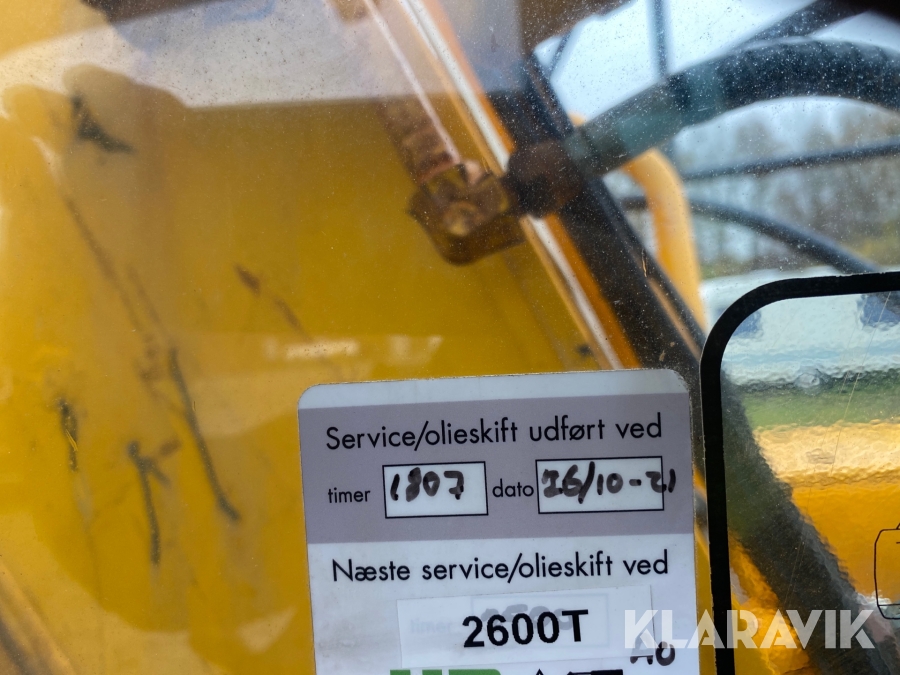 Service/olieskift udført ved
timer 1807 dato 26/10-21
Næste service/olieskift ved
2600T
KLARAVIK